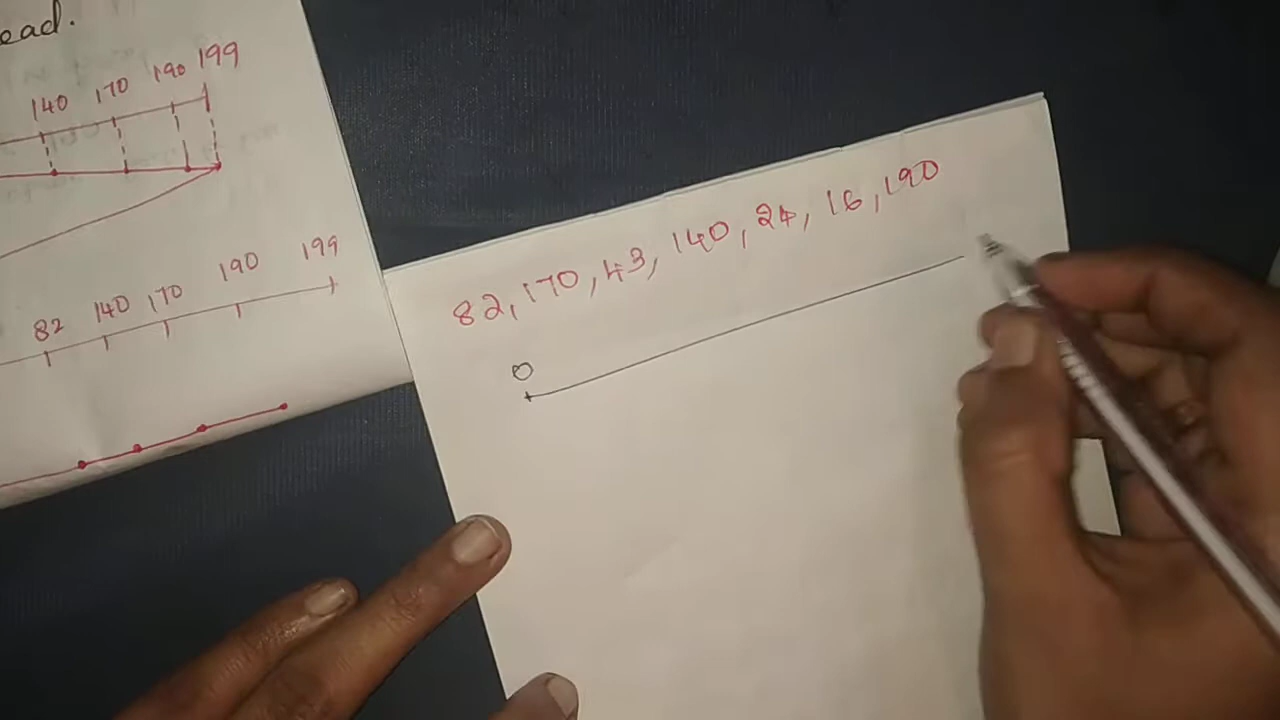 ead.
140 170 190 199
82 140 170 190 199
82, 170, 43, 140, 24, 16, 190
0